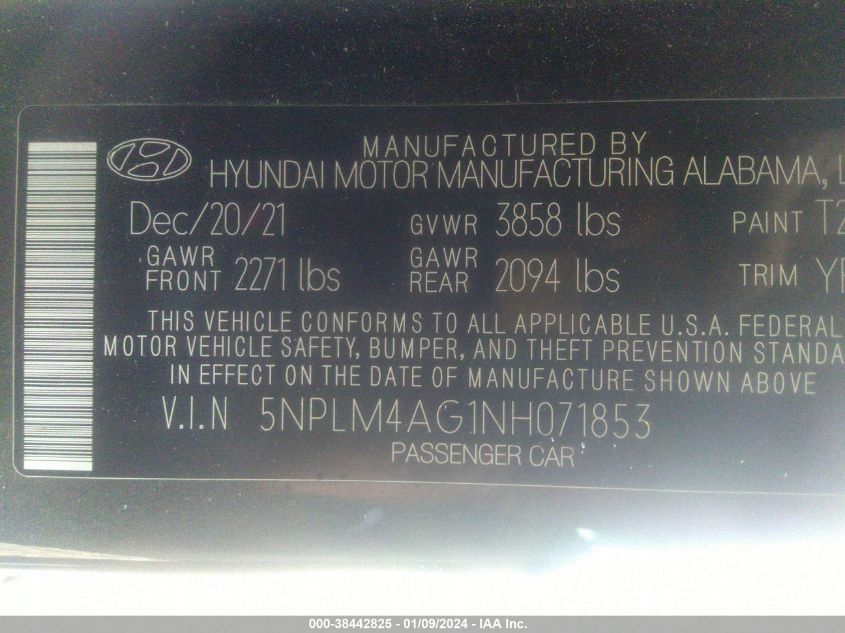 MANUFACTURED BY
HYUNDAI MOTOR MANUFACTURING ALABAMA,
Dec/20/21 GVWR 3858 lbs PAINT T2
GAWR FRONT 2271 lbs GAWR REAR 2094 lbs TRIM
THIS VEHICLE CONFORMS TO ALL APPLICABLE U.S.A. FEDERAL
MOTOR VEHICLE SAFETY, BUMPER, AND THEFT PREVENTION STANDA
IN EFFECT ON THE DATE OF MANUFACTURE SHOWN ABOVE
V.I.N 5NPLM4AG1NH071853
PASSENGER CAR
000-38442825 - 01/09/2024 - IAA Inc.